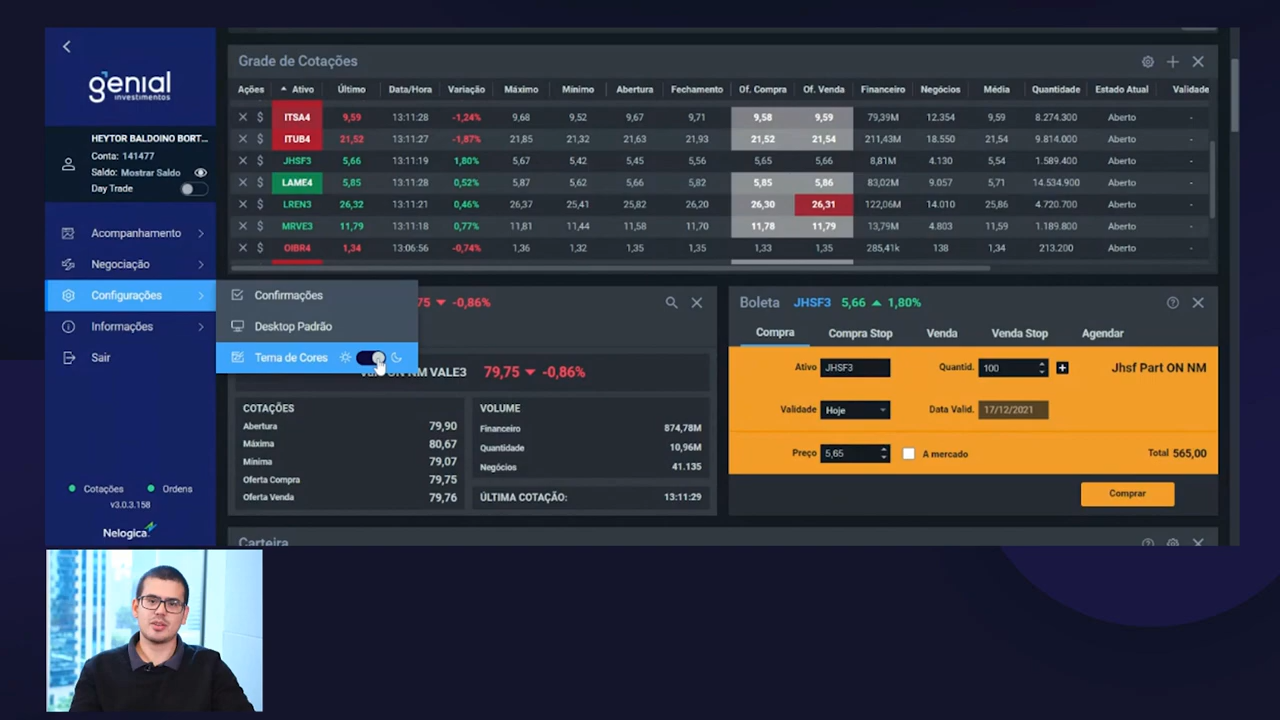 genial
investimentos
HEYTOR BALDOINO BORT...
Conta: 141477
Saldo: Mostrar Saldo
Day Trade
Acompanhamento
Negociação
Configurações
Informações
Sair
Confirmações
Desktop Padrão
Tema de Cores
Cotações Ordens
v3.0.3.158
Nelogica
Grade de Cotações
Ações Ativo Último Data/Hora Variação Máximo Mínimo Abertura Fechamento Of. Compra Of. Venda Financeiro Negócios Média Quantidade Estado Atual Validade
ITSA4 9,59 13:11:28 -1,24% 9,68 9,52 9,67 9,71 9,58 9,59 79,39M 12.354 9,59 8.274.300 Aberto -
ITUB4 21,52 13:11:27 -1,87% 21,85 21,32 21,63 21,93 21,52 21,54 211,43M 18.550 21,54 9.814.000 Aberto -
JHSF3 5,66 13:11:19 1,80% 5,67 5,42 5,45 5,56 5,65 5,66 8,81M 4.130 5,54 1.589.400 Aberto -
LAME4 5,85 13:11:28 0,52% 5,87 5,62 5,66 5,82 5,85 5,86 83,02M 9.057 5,71 14.534.900 Aberto -
LREN3 26,32 13:11:21 0,46% 26,37 25,41 25,82 26,20 26,30 26,31 122,06M 14.010 25,86 4.720.700 Aberto -
MRVE3 11,79 13:11:18 0,77% 11,81 11,44 11,58 11,70 11,78 11,79 13,79M 4.803 11,59 1.189.800 Aberto -
OIBR4 1,34 13:06:56 -0,74% 1,36 1,32 1,35 1,35 1,33 1,35 285,41k 138 1,34 213.200 Aberto -
75 -0,86%
ON NM VALE3 79,75 -0,86%
COTAÇÕES
Abertura 79,90
Máxima 80,67
Mínima 79,07
Oferta Compra 79,75
Oferta Venda 79,76
VOLUME
Financeiro 874,78M
Quantidade 10,96M
Negócios 41.135
ÚLTIMA COTAÇÃO: 13:11:29
Boleta JHSF3 5,66 1,80%
Compra Compra Stop Venda Venda Stop Agendar
Ativo JHSF3 Quantid. 100 Jhsf Part ON NM
Validade Hoje Data Valid. 17/12/2021
Preço 5,65 A mercado Total 565,00
Comprar
Carteira